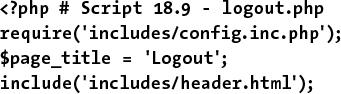 <?php # Script 18.9 - logout.php
require('includes/config.inc.php');
$page_title = 'Logout';
include('includes/header.html');